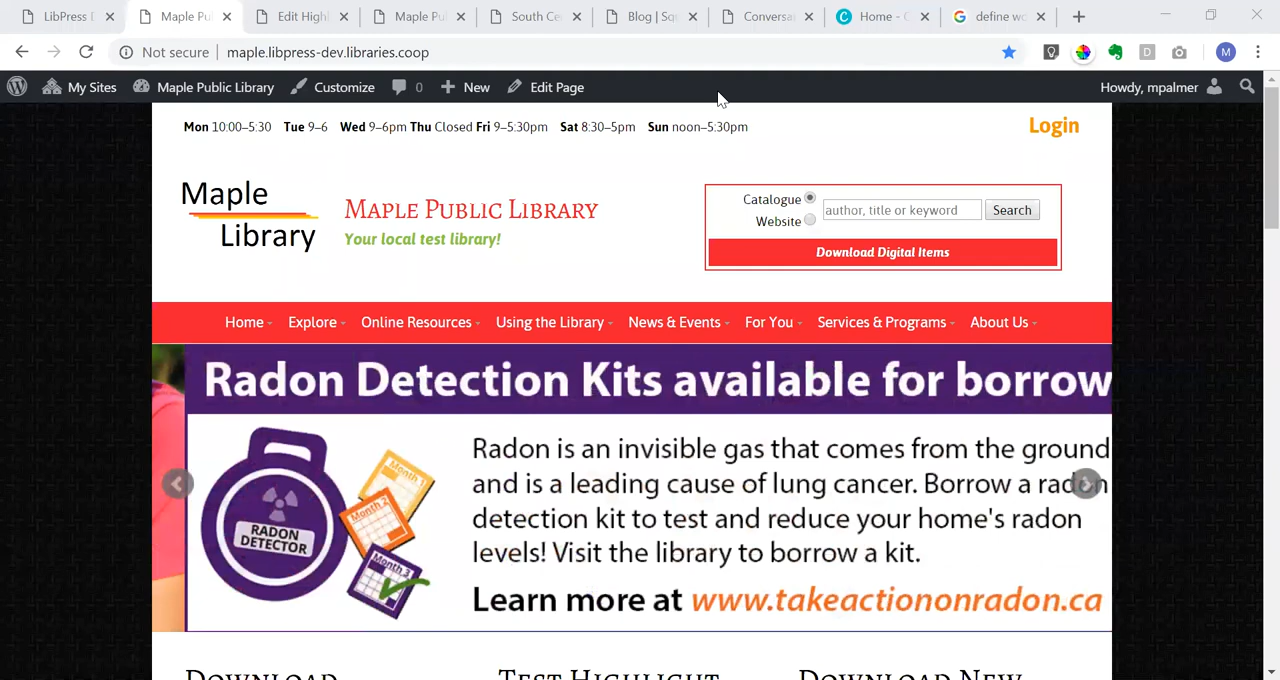 LibPress D
Maple Pu
Edit Highl
Maple Pu
South Ce
Blog | Sq
Conversa
Home - C
define wo
Not secure | maple.libpress-dev.libraries.coop
M
My Sites Maple Public Library Customize 0 New Edit Page Howdy, mpalmer
Mon 10:00–5:30 Tue 9–6 Wed 9–6pm Thu Closed Fri 9–5:30pm Sat 8:30–5pm Sun noon–5:30pm
Login
Maple
Library
Maple Public Library
Your local test library!
Catalogue
Website
author, title or keyword
Search
Download Digital Items
Home Explore Online Resources Using the Library News & Events For You Services & Programs About Us
Radon Detection Kits available for borrow
RADON
DETECTOR
Month 1
Month 2
Month 3
Radon is an invisible gas that comes from the ground
and is a leading cause of lung cancer. Borrow a radon
detection kit to test and reduce your home's radon
levels! Visit the library to borrow a kit.
Learn more at www.takeactiononradon.ca
Download Test Highlight Download New